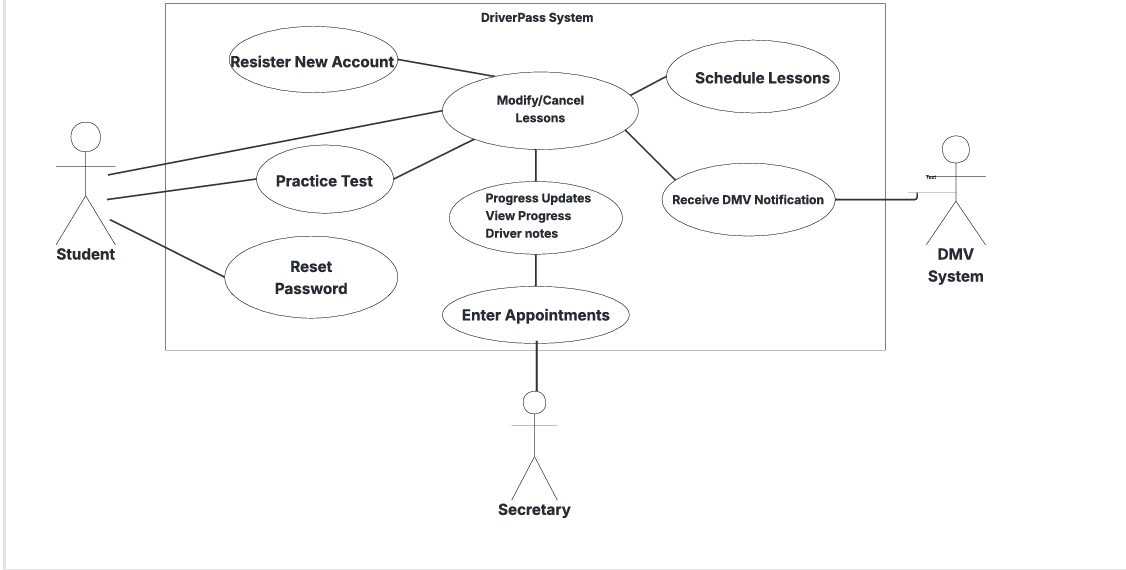 DriverPass System
Resister New Account
Schedule Lessons
Modify/Cancel
Lessons
Practice Test
Progress Updates
View Progress
Driver notes
Receive DMV Notification
Text
Student
DMV
System
Reset
Password
Enter Appointments
Secretary